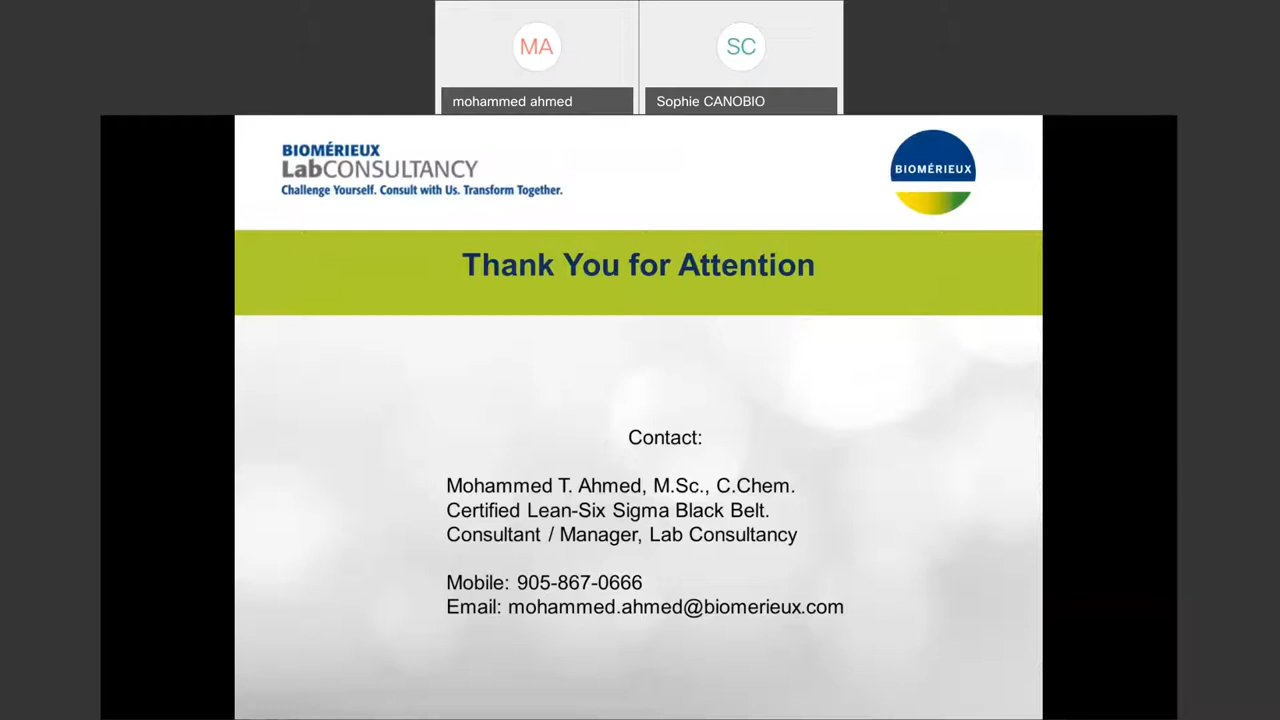 MA
SC
mohammed ahmed
Sophie CANOBIO
BIOMÉRIEUX
LabCONSULTANCY
Challenge Yourself. Consult with Us. Transform Together.
BIOMÉRIEUX
Thank You for Attention
Contact:
Mohammed T. Ahmed, M.Sc., C.Chem.
Certified Lean-Six Sigma Black Belt.
Consultant / Manager, Lab Consultancy
Mobile: 905-867-0666
Email: mohammed.ahmed@biomerieux.com